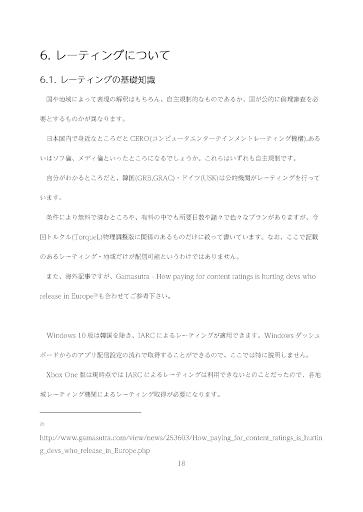 6. レーティングについて
6.1. レーティングの基礎知識
国や地域によって表現の解釈はもちろん、自主規制的なものであるか、国が公的に倫理審査を必
要とするものかが異なります。
日本国内で身近なところだと CERO(コンピュータエンターテインメントレーティング機構)、ある
いはソフ倫、メディ倫といったところになるでしょうか。これらはいずれも自主規制です。
自分がわかるところだと、韓国(GRB,GRAC)・ドイツ(USK)は公的機関がレーティングを行って
います。
条件により無料で済むところや、有料の中でも所要日数や諸々で色々なプランがありますが、今
回トルクル(TorqueL)物理調整版に関係のあるものだけに絞って書いています。なお、ここで記載
のあるレーティング・地域だけが配信可能というわけではありません。
また、海外記事ですが、Gamasutra - How paying for content ratings is hurting devs who
release in Europeも合わせてご参考下さい。
Windows 10 版は韓国を除き、IARC によるレーティングが適用できます。Windows ダッシュ
ボードからのアプリ配信設定の流れで取得することができるので、ここでは特に説明しません。
Xbox One 版は現時点では IARC によるレーティングは利用できないとのことだったので、各地
域レーティング機関によるレーティング取得が必要になります。
http://www.gamasutra.com/view/news/253603/How_paying_for_content_ratings_is_hurtin
g_devs_who_release_in_Europe.php
18